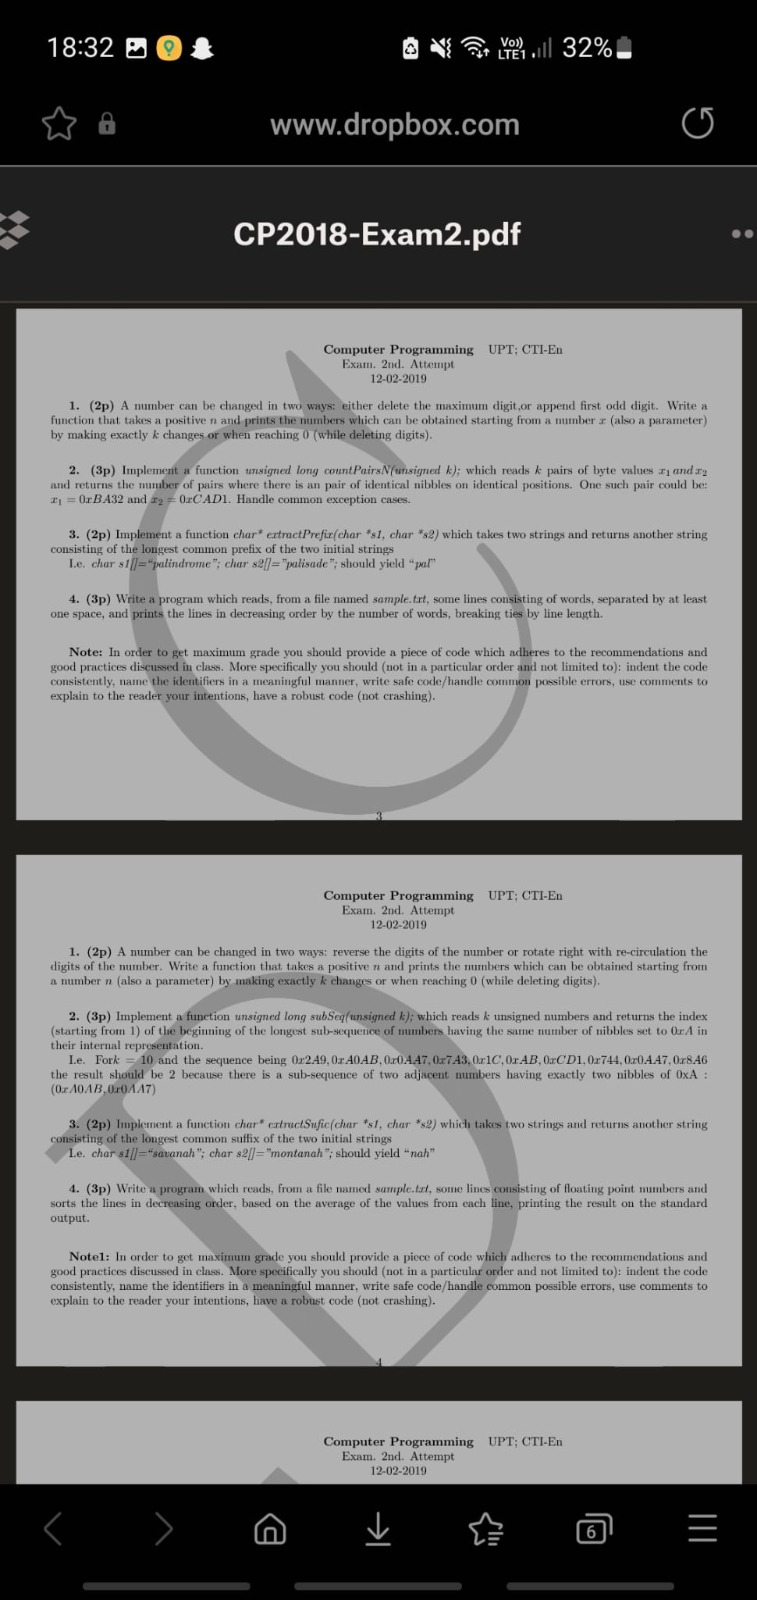 18:32
Vo)) LTE1 32%
www.dropbox.com
CP2018-Exam2.pdf
Computer Programming UPT; CTI-En
Exam. 2nd. Attempt
12-02-2019
1. (2p) A number can be changed in two ways: either delete the maximum digit,or append first odd digit. Write a
function that takes a positive n and prints the numbers which can be obtained starting from a number x (also a parameter)
by making exactly k changes or when reaching 0 (while deleting digits).
2. (3p) Implement a function unsigned long countPairsN(unsigned k); which reads k pairs of byte values x1 and x2
and returns the number of pairs where there is an pair of identical nibbles on identical positions. One such pair could be:
x1 = 0xBA32 and x2 = 0xCAD1. Handle common exception cases.
3. (2p) Implement a function char* extractPrefix(char *s1, char *s2) which takes two strings and returns another string
consisting of the longest common prefix of the two initial strings
I.e. char s1[]="palindrome"; char s2[]="palisade"; should yield "pal"
4. (3p) Write a program which reads, from a file named sample.txt, some lines consisting of words, separated by at least
one space, and prints the lines in decreasing order by the number of words, breaking ties by line length.
Note: In order to get maximum grade you should provide a piece of code which adheres to the recommendations and
good practices discussed in class. More specifically you should (not in a particular order and not limited to): indent the code
consistently, name the identifiers in a meaningful manner, write safe code/handle common possible errors, use comments to
explain to the reader your intentions, have a robust code (not crashing).
C
3
Computer Programming UPT; CTI-En
Exam. 2nd. Attempt
12-02-2019
1. (2p) A number can be changed in two ways: reverse the digits of the number or rotate right with re-circulation the
digits of the number. Write a function that takes a positive n and prints the numbers which can be obtained starting from
a number n (also a parameter) by making exactly k changes or when reaching 0 (while deleting digits).
2. (3p) Implement a function unsigned long subSeq(unsigned k); which reads k unsigned numbers and returns the index
(starting from 1) of the beginning of the longest sub-sequence of numbers having the same number of nibbles set to 0xA in
their internal representation.
I.e. Fork = 10 and the sequence being 0x2A9, 0xA0AB, 0x0AA7, 0x7A3, 0x1C, 0xAB, 0xCD1, 0x744, 0x0AA7, 0x8A6
the result should be 2 because there is a sub-sequence of two adjacent numbers having exactly two nibbles of 0xA :
(0xA0AB, 0x0AA7)
3. (2p) Implement a function char* extractSufic(char *s1, char *s2) which takes two strings and returns another string
consisting of the longest common suffix of the two initial strings
I.e. char s1[]="savanah"; char s2[]="montanah"; should yield "nah"
4. (3p) Write a program which reads, from a file named sample.txt, some lines consisting of floating point numbers and
sorts the lines in decreasing order, based on the average of the values from each line, printing the result on the standard
output.
Note1: In order to get maximum grade you should provide a piece of code which adheres to the recommendations and
good practices discussed in class. More specifically you should (not in a particular order and not limited to): indent the code
consistently, name the identifiers in a meaningful manner, write safe code/handle common possible errors, use comments to
explain to the reader your intentions, have a robust code (not crashing).
D
4
Computer Programming UPT; CTI-En
Exam. 2nd. Attempt
12-02-2019
6